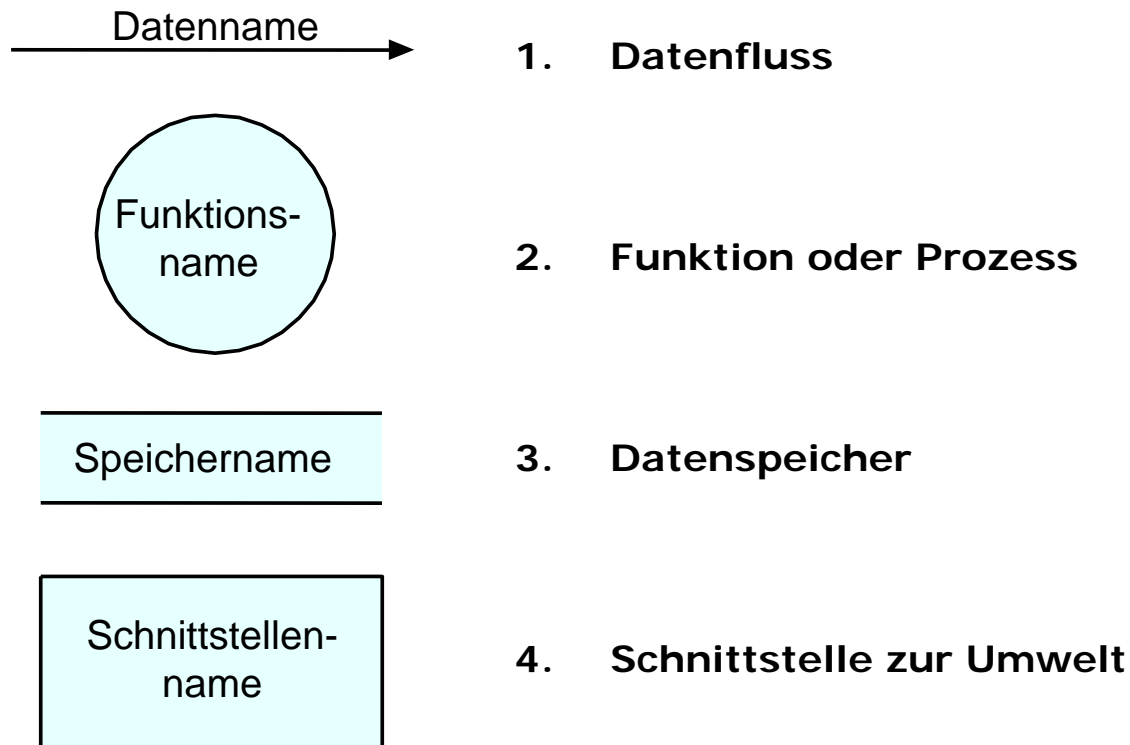 Datenname
1. Datenfluss
Funktions-
name
2. Funktion oder Prozess
Speichername
3. Datenspeicher
Schnittstellen-
name
4. Schnittstelle zur Umwelt